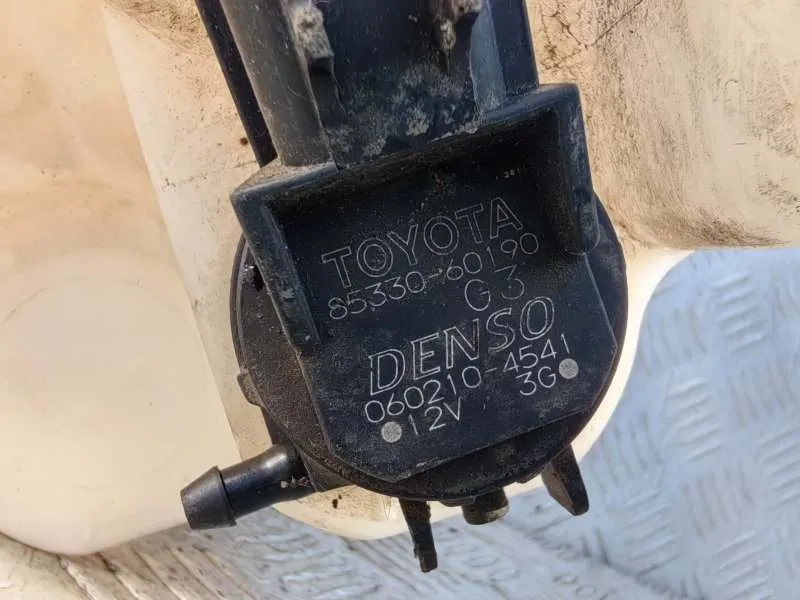 TOYOTA
85330-60190
G3
DENSO
060210-4541
12V 3G